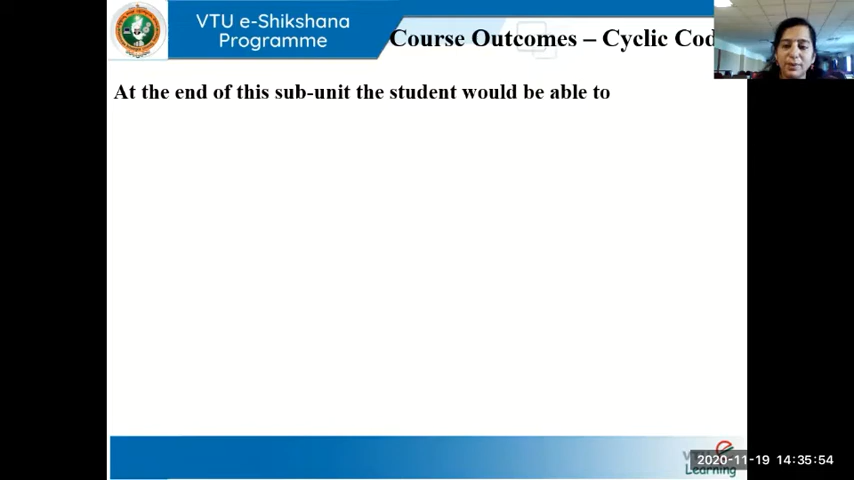 VTU e-Shikshana
Programme
Course Outcomes – Cyclic Cod
At the end of this sub-unit the student would be able to
2020-11-19 14:35:54
Learning